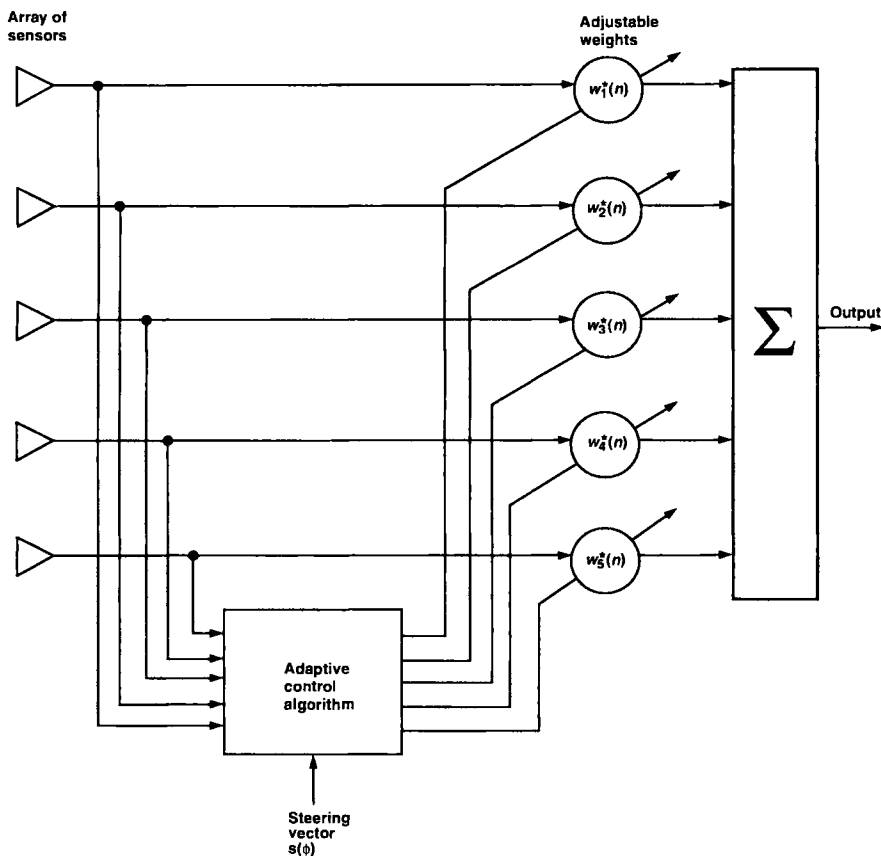 Array of
sensors
Adjustable
weights
w₁*(n)
w₂*(n)
w₃*(n)
Σ
Output
w₄*(n)
w₅*(n)
Adaptive
control
algorithm
Steering
vector
s(ϕ)